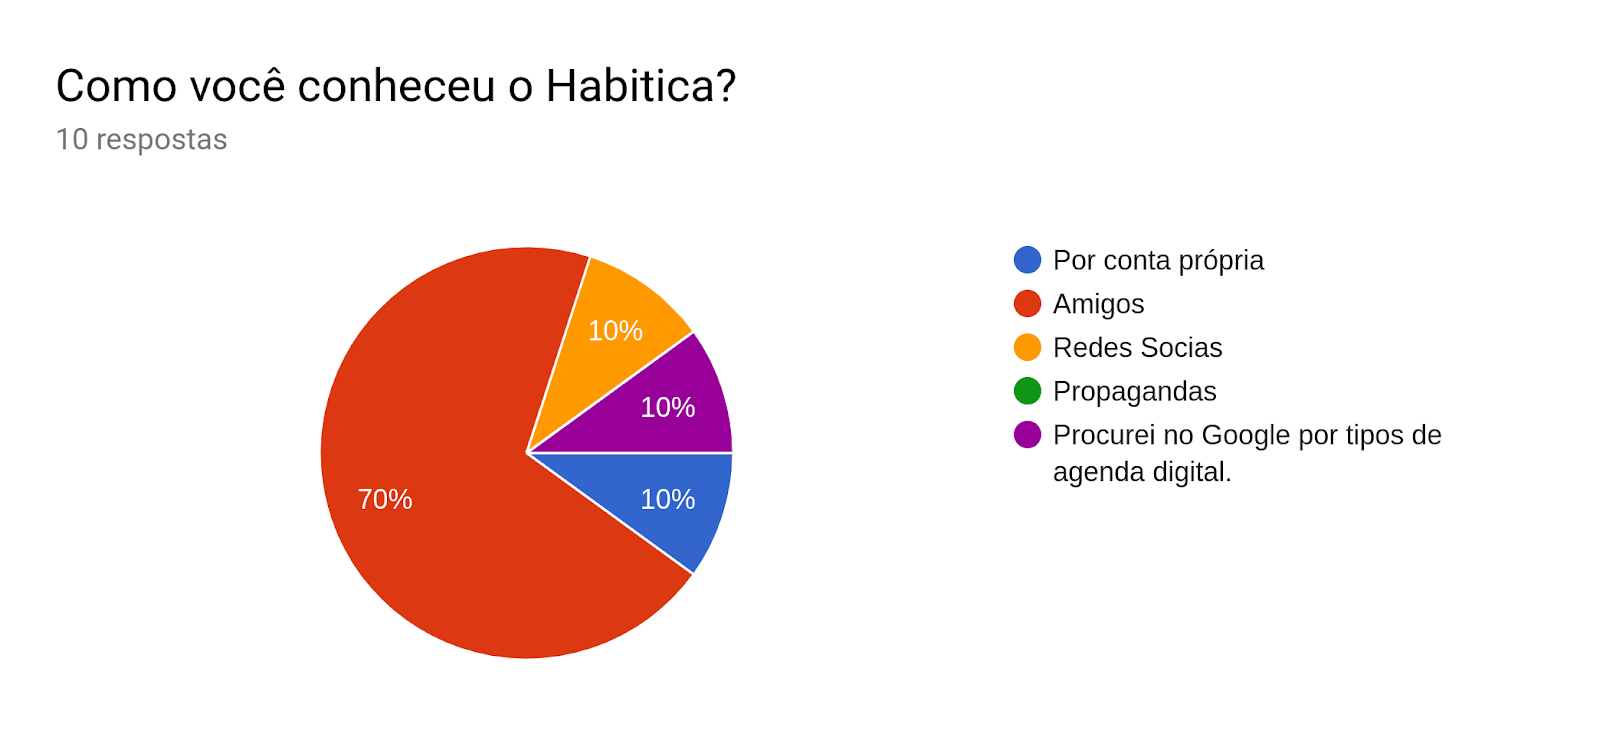 Como você conheceu o Habitica?
10 respostas
10%
10%
70%
10%
Por conta própria
Amigos
Redes Socias
Propagandas
Procurei no Google por tipos de
agenda digital.